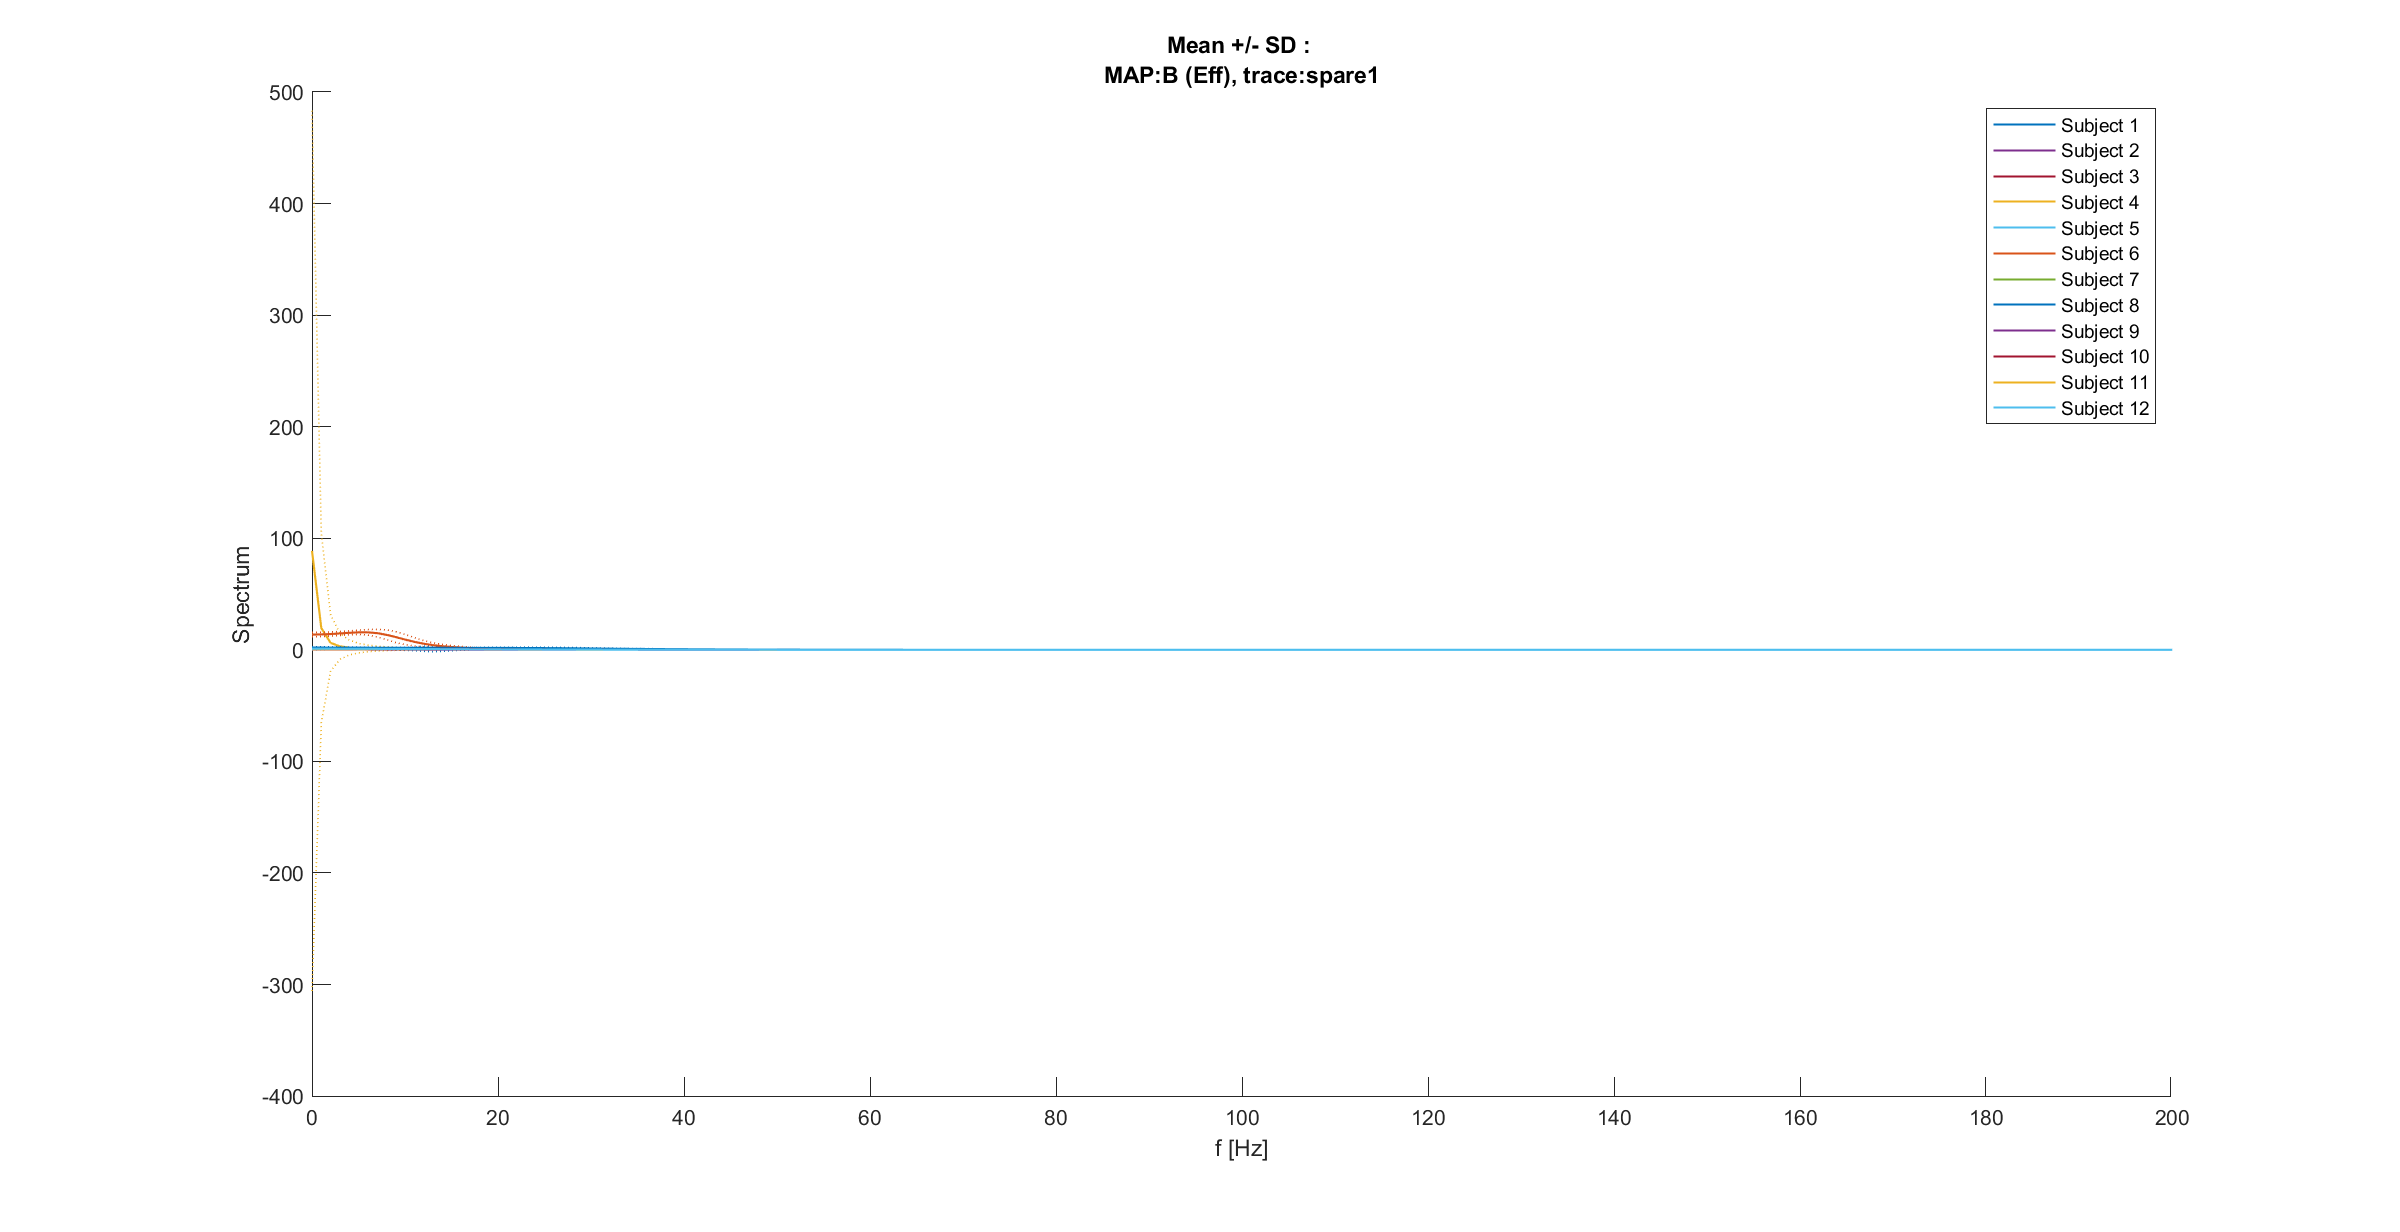 Mean +/- SD :
MAP:B (Eff), trace:spare1
500
400
300
200
100
0
-100
-200
-300
-400
Spectrum
0 20 40 60 80 100 120 140 160 180 200
f [Hz]
Subject 1
Subject 2
Subject 3
Subject 4
Subject 5
Subject 6
Subject 7
Subject 8
Subject 9
Subject 10
Subject 11
Subject 12